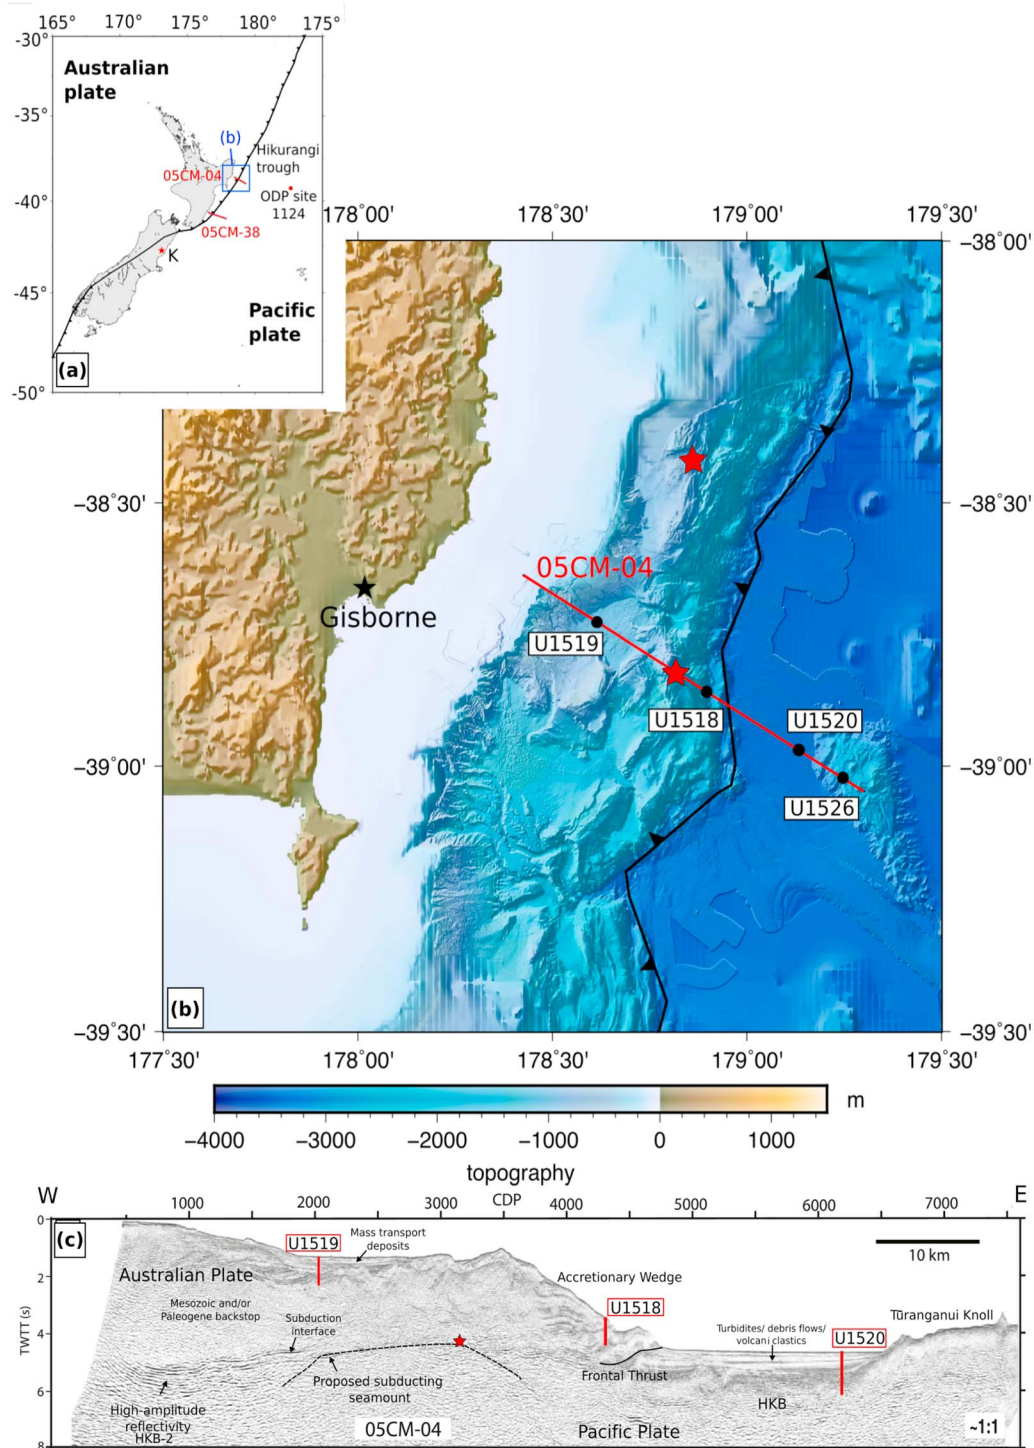 165° 170° 175° 180° 175°
-30°
-35°
-40°
-45°
-50°
Australian
plate
(b)
Hikurangi
trough
05CM-04
ODP site
1124
05CM-38
K
Pacific
plate
(a)
178°00' 178°30' 179°00' 179°30'
−38°00'
−38°30' −38°30'
05CM-04
Gisborne
U1519
U1518
U1520
−39°00' −39°00'
U1526
(b)
−39°30' −39°30'
177°30' 178°00' 178°30' 179°00' 179°30'
m
−4000 −3000 −2000 −1000 0 1000
topography
W E
1000 2000 3000 CDP 4000 5000 6000 7000
0
2
4
6
8
TWTT (s)
(c)
U1519
Mass transport
deposits
10 km
Australian Plate
Accretionary Wedge
Mesozoic and/or
Paleogene backstop
U1518
Subduction
interface
Turbidites/ debris flows/
volcani clastics
U1520
Tūranganui Knoll
Frontal Thrust
Proposed subducting
seamount
HKB
High-amplitude
reflectivity
HKB-2
05CM-04
Pacific Plate
~1:1